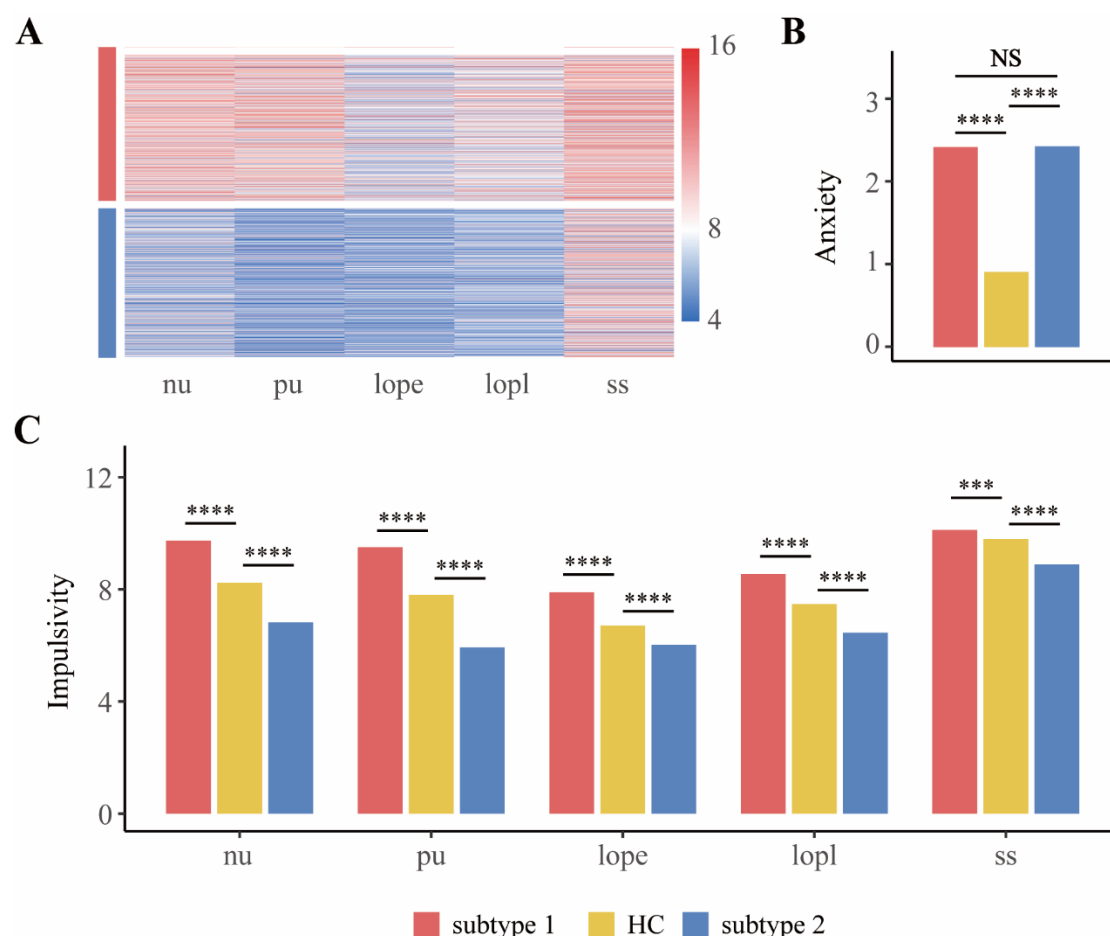 A
16
8
4
nu pu lope lopl ss
B
NS
**** ****
3
2
1
0
Anxiety
C
Impulsivity
12
8
4
0
**** **** **** **** **** **** **** **** *** ****
nu pu lope lopl ss
subtype 1 HC subtype 2